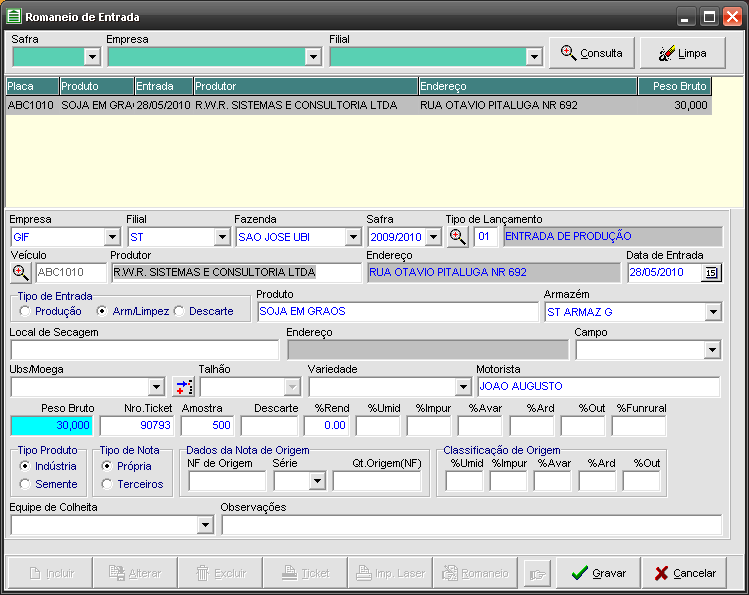 Romaneio de Entrada
Safra Empresa Filial
Consulta Limpa
Placa Produto Entrada Produtor Endereço Peso Bruto
ABC1010 SOJA EM GRAO 28/05/2010 R.W.R. SISTEMAS E CONSULTORIA LTDA RUA OTAVIO PITALUGA NR 692 30,000
Empresa Filial Fazenda Safra Tipo de Lançamento
GIF ST SAO JOSE UBI 2009/2010 01 ENTRADA DE PRODUÇÃO
Veículo Produtor Endereço Data de Entrada
ABC1010 R.W.R. SISTEMAS E CONSULTORIA LTDA RUA OTAVIO PITALUGA NR 692 28/05/2010 15
Tipo de Entrada Produto Armazém
Produção Arm/Limpez Descarte SOJA EM GRAOS ST ARMAZ G
Local de Secagem Endereço Campo
Ubs/Moega Talhão Variedade Motorista
JOAO AUGUSTO
Peso Bruto Nro.Ticket Amostra Descarte %Rend %Umid %Impur %Avar %Ard %Out %Funrural
30,000 90793 500 0.00
Tipo Produto Tipo de Nota Dados da Nota de Origem Classificação de Origem
Indústria Própria NF de Origem Série Qt.Origem(NF) %Umid %Impur %Avar %Ard %Out
Semente Terceiros
Equipe de Colheita Observações
Incluir Alterar Excluir Ticket Imp. Laser Romaneio Gravar Cancelar